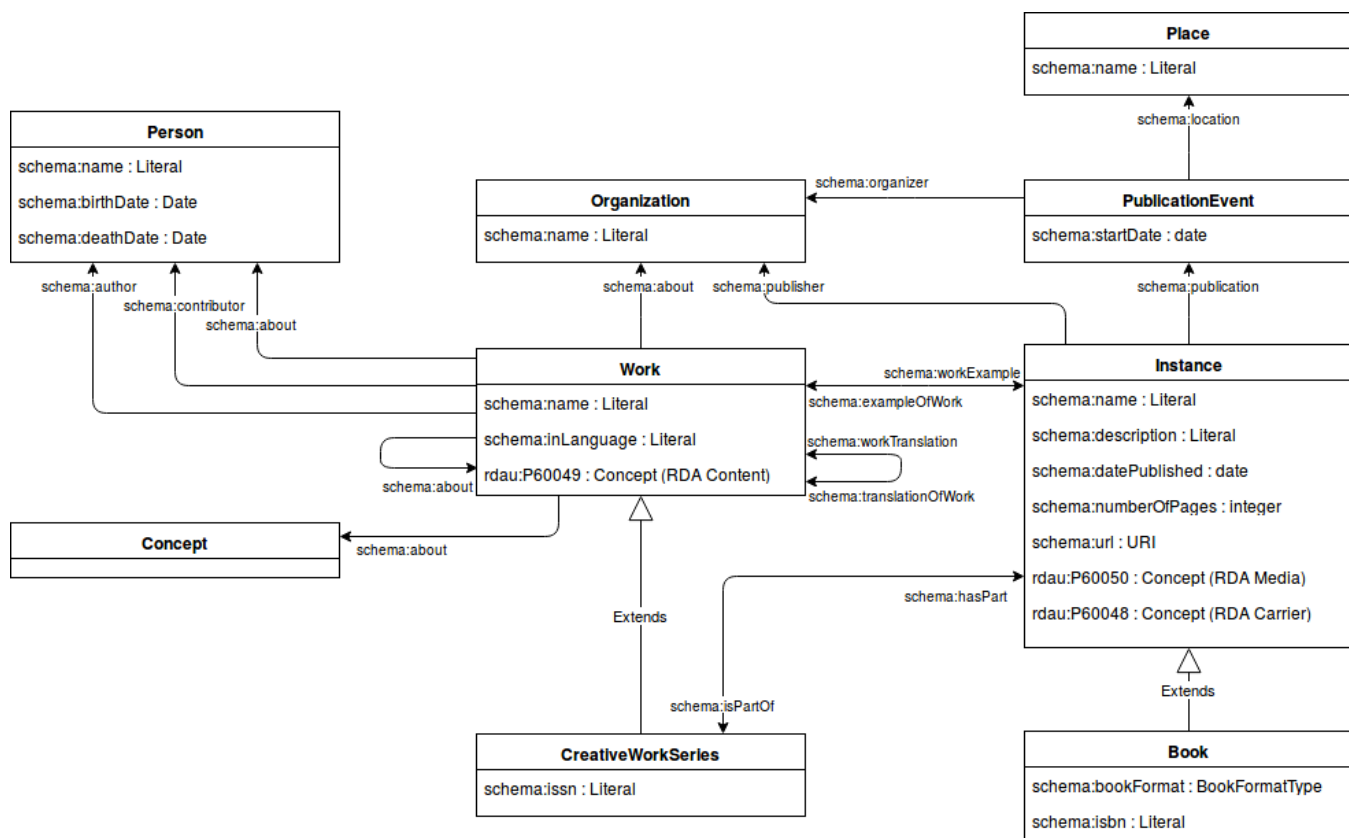 Place
schema:name : Literal
schema:location
Person
schema:name : Literal
schema:birthDate : Date
schema:deathDate : Date
Organization
schema:name : Literal
schema:organizer
PublicationEvent
schema:startDate : date
schema:author
schema:contributor
schema:about
schema:about
schema:publisher
schema:publication
Work
schema:name : Literal
schema:inLanguage : Literal
rdau:P60049 : Concept (RDA Content)
schema:workExample
schema:exampleOfWork
schema:workTranslation
schema:translationOfWork
schema:about
Instance
schema:name : Literal
schema:description : Literal
schema:datePublished : date
schema:numberOfPages : integer
schema:url : URI
rdau:P60050 : Concept (RDA Media)
rdau:P60048 : Concept (RDA Carrier)
Concept
schema:about
schema:hasPart
Extends
schema:isPartOf
Extends
CreativeWorkSeries
schema:issn : Literal
Book
schema:bookFormat : BookFormatType
schema:isbn : Literal